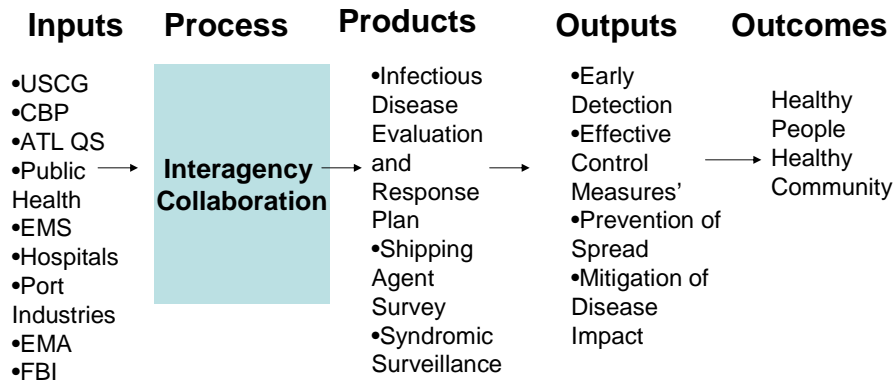 Inputs Process Products Outputs Outcomes
•USCG
•CBP
•ATL QS
•Public
Health
•EMS
•Hospitals
•Port
Industries
•EMA
•FBI
Interagency
Collaboration
•Infectious
Disease
Evaluation
and
Response
Plan
•Shipping
Agent
Survey
•Syndromic
Surveillance
•Early
Detection
•Effective
Control
Measures’
•Prevention of
Spread
•Mitigation of
Disease
Impact
Healthy
People
Healthy
Community